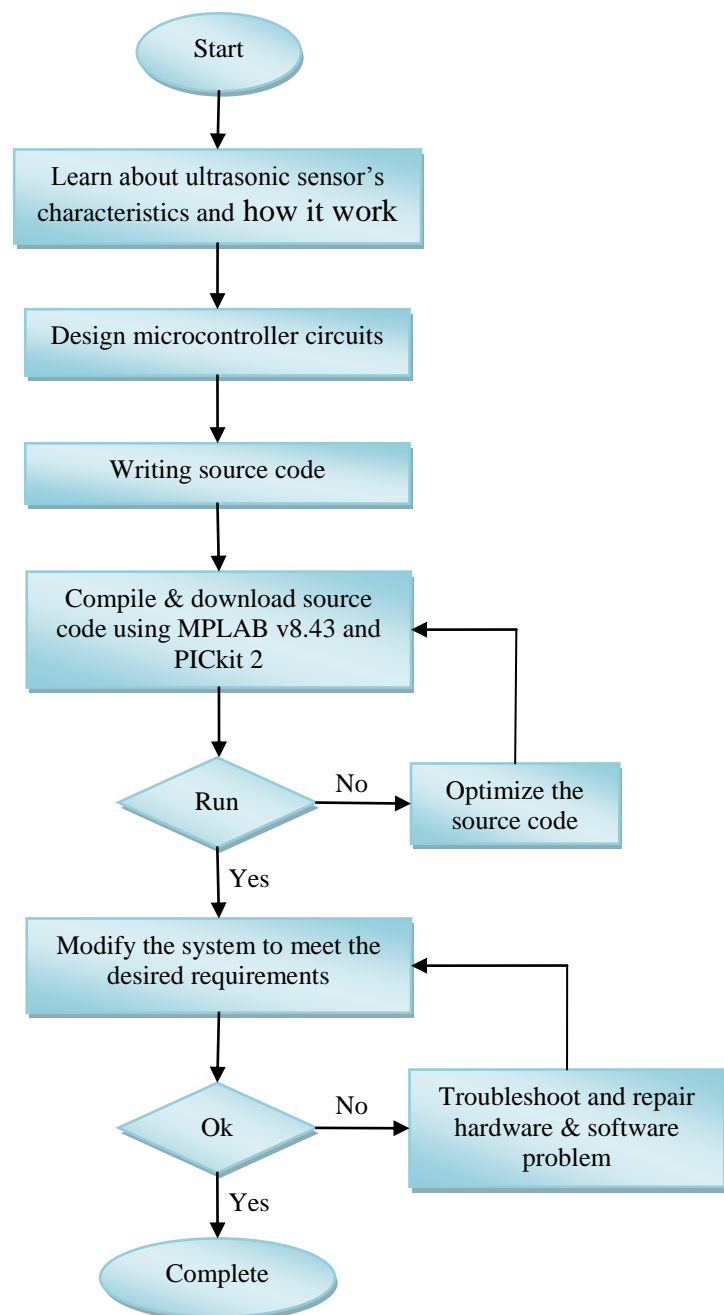 Start
Learn about ultrasonic sensor’s
characteristics and how it work
Design microcontroller circuits
Writing source code
Compile & download source
code using MPLAB v8.43 and
PICkit 2
Run
No
Optimize the
source code
Yes
Modify the system to meet the
desired requirements
Ok
No
Troubleshoot and repair
hardware & software
problem
Yes
Complete